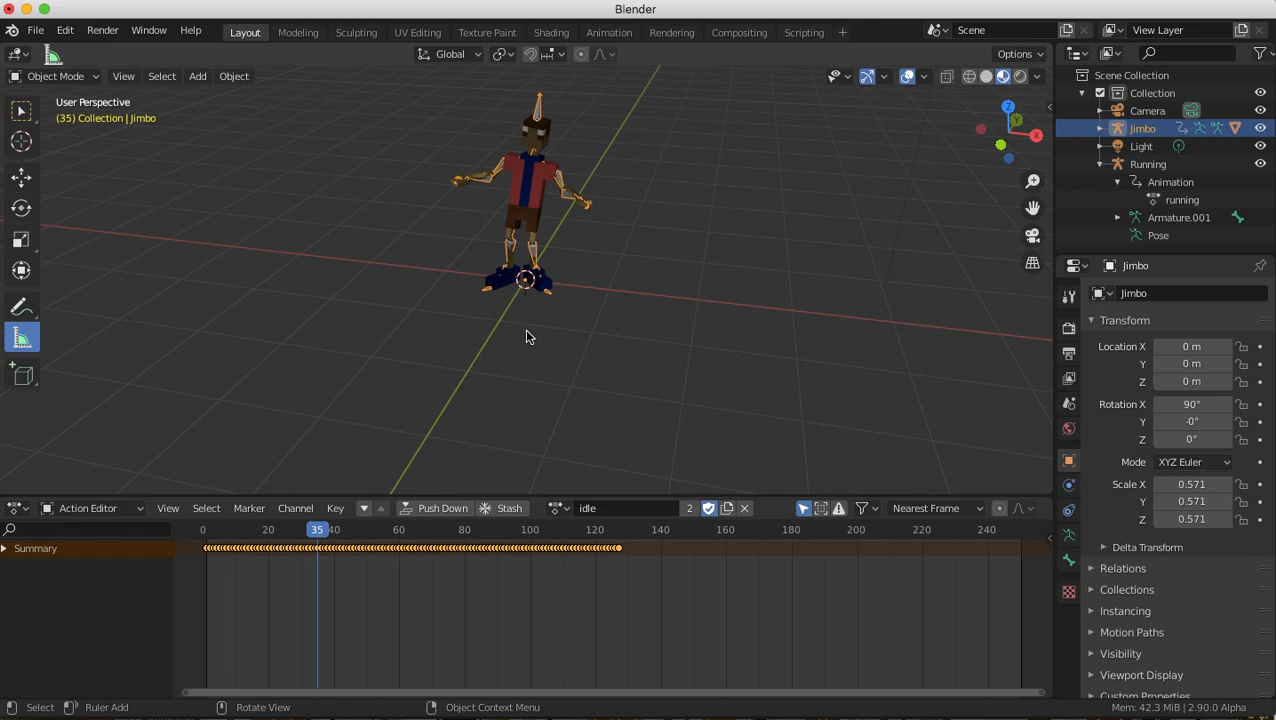 Blender
File Edit Render Window Help Layout Modeling Sculpting UV Editing Texture Paint Shading Animation Rendering Compositing Scripting + Scene View Layer
Global Options
Object Mode View Select Add Object
User Perspective
(35) Collection | Jimbo
Z
Y
X
Scene Collection
Collection
Camera
Jimbo
Light
Running
Animation
running
Armature.001
Pose
Jimbo
Jimbo
Transform
Location X 0 m
Y 0 m
Z 0 m
Rotation X 90°
Y -0°
Z 0°
Mode XYZ Euler
Scale X 0.571
Y 0.571
Z 0.571
Delta Transform
Relations
Collections
Instancing
Motion Paths
Visibility
Viewport Display
Custom Properties
Action Editor View Select Marker Channel Key Push Down Stash idle 2 Nearest Frame
0 20 35 40 60 80 100 120 140 160 180 200 220 240
Summary
Select Ruler Add Rotate View Object Context Menu Mem: 42.3 MiB | 2.90.0 Alpha